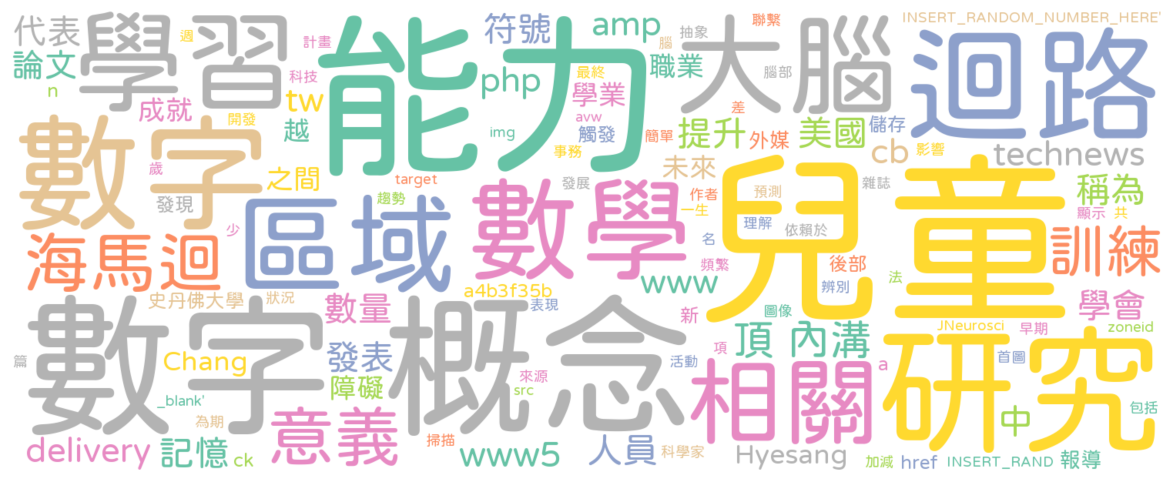 代表
學習
能力
符號
amp
聯繫
抽象
大腦
迴路
INSERT_RANDOM_NUMBER_HERE'
週
計畫
腦
論文
科技
php
最終
職業
腦部
n
成就
tw
學業
差
avw
開發
越
img
觸發
簡單
提升
外媒
美國
儲存
影響
cb
technews
數字
歲
之間
事務
未來
發現
target
發展
作者
預測
雜誌
稱為
趨勢
區域
數學
一生
理解
依賴於
兒童
顯示
共
海馬迴
少
名
訓練
www
頻繁
後部
法
a4b3f35b
辨別
史丹佛大學
狀況
數量
表現
新
圖像
學會
JNeurosci
早期
zoneid
數字概念
頂
內溝
項
篇
Chang
發表
活動
首圖
研究
來源
相關
a
障礙
src
_blank'
中
包括
為期
意義
掃描
delivery
記憶
ck
www5
人員
科學家
Hyesang
加減
href
INSERT_RAND
報導